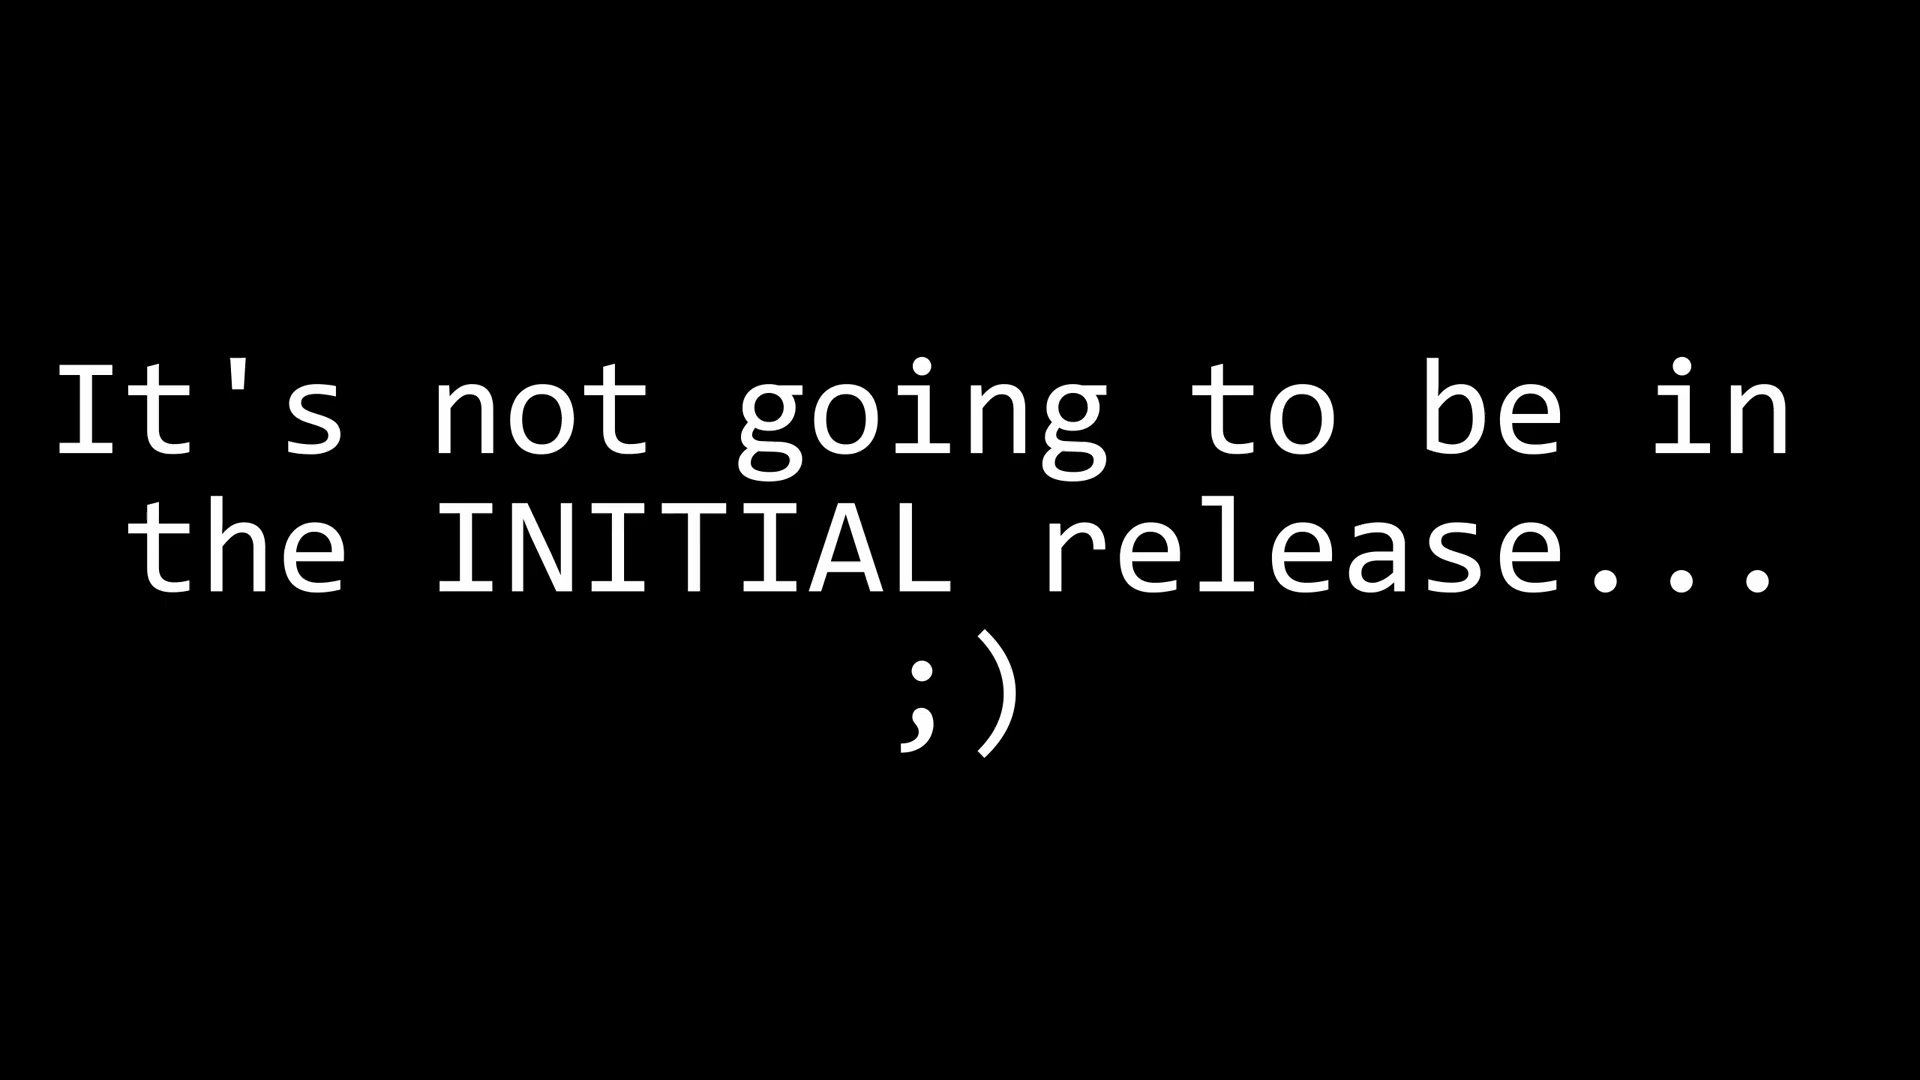 It's not going to be in
the INITIAL release...
;)